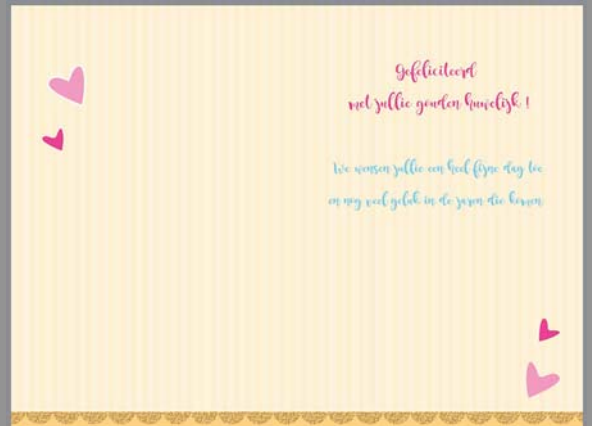 Gefeliciteerd
met jullie gouden huwelijk !
We wensen jullie een heel fijne dag toe
en nog veel geluk in de jaren die komen